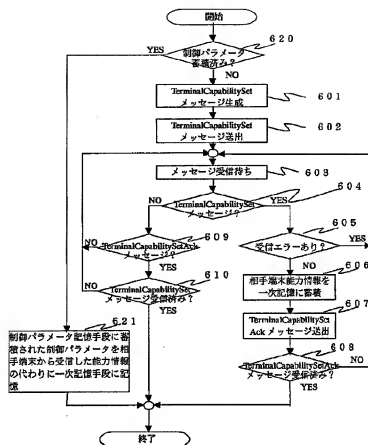 開始
620
YES
制御パラメータ
蓄積済み?
NO
TerminalCapabilitySet
メッセージ生成
601
TerminalCapabilitySet
メッセージ送出
602
メッセージ受信待ち
603
604
TerminalCapabilitySet
メッセージ?
NO
YES
605
609
受信エラーあり?
YES
NO
TerminalCapabilitySetAck
メッセージ?
NO
606
YES
610
相手端末能力情報を
一次記憶に蓄積
NO
TerminalCapabilitySet
メッセージ受信済み?
607
YES
TerminalCapabilitySet
Ackメッセージ送出
621
608
制御パラメータ記憶手段に蓄
積された制御パラメータを相
手端末から受信した能力情報
の代わりに一次記憶手段に記
憶
TerminalCapabilitySetAck
メッセージ受信済み?
NO
YES
終了